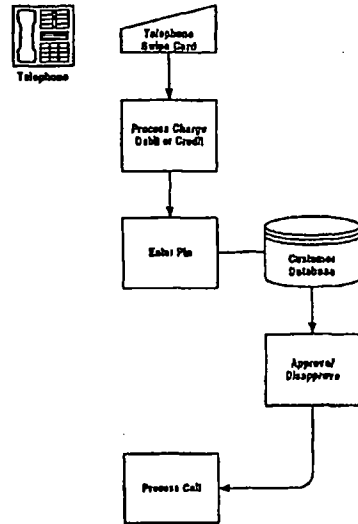 Telephone
Telephone
Swipe Card
Process Charge
Debit or Credit
Enter Pin
Customer
Database
Approve/
Disapprove
Process Call